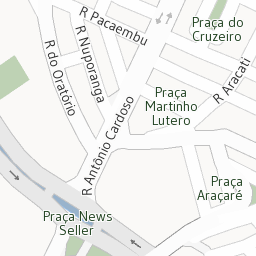 R Pacaembu
Praça do
Cruzeiro
R Nuporanga
R do Oratório
Praça
Martinho
Lutero
R Aracati
R Antônio Cardoso
Praça
Araçaré
Praça News
Seller